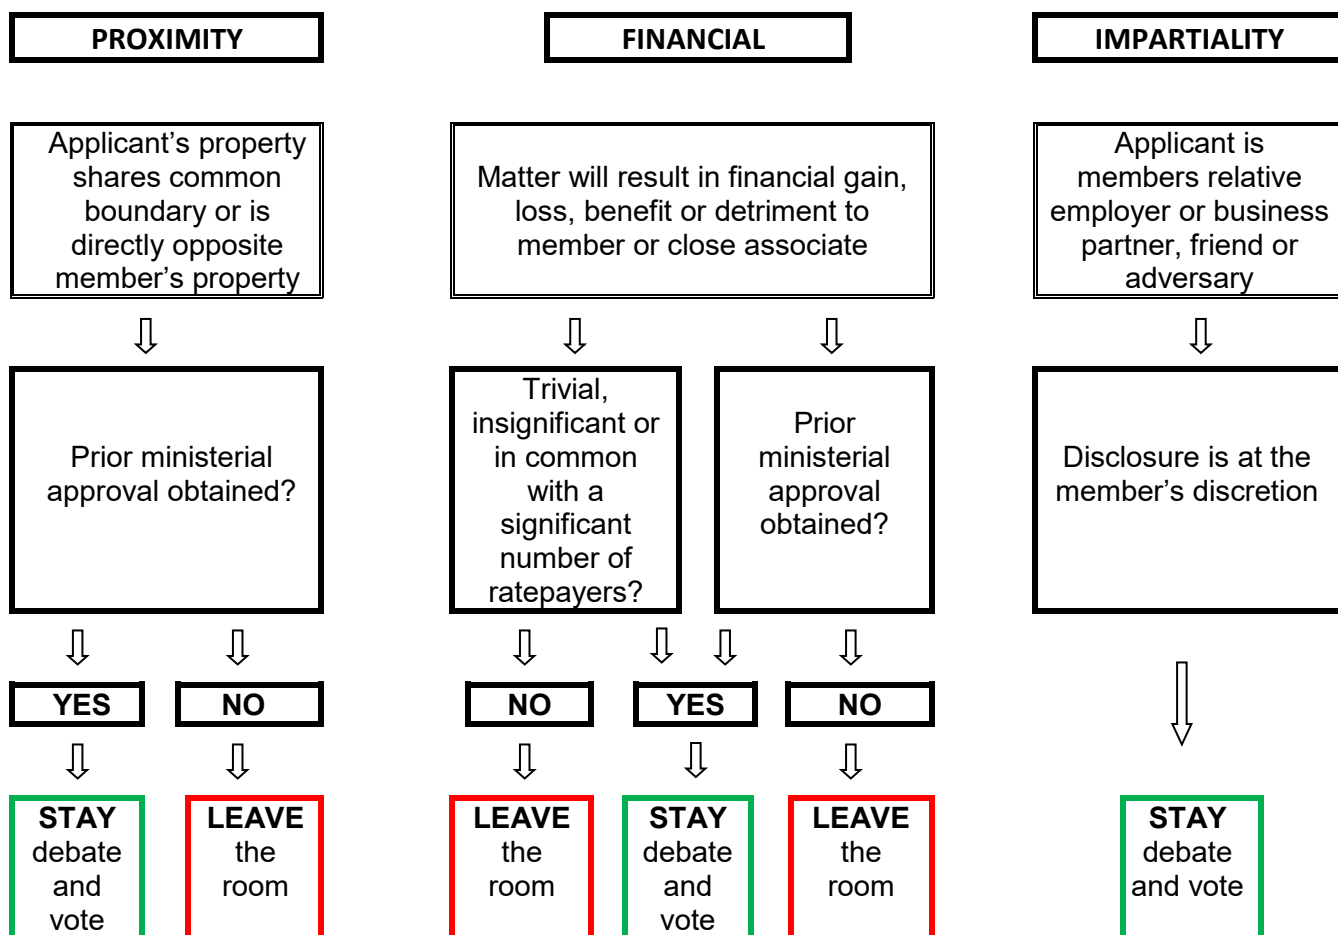 PROXIMITY
FINANCIAL
IMPARTIALITY
Applicant’s property
shares common
boundary or is
directly opposite
member’s property
Matter will result in financial gain,
loss, benefit or detriment to
member or close associate
Applicant is
members relative
employer or business
partner, friend or
adversary
Prior ministerial
approval obtained?
Trivial,
insignificant or
in common
with a
significant
number of
ratepayers?
Prior
ministerial
approval
obtained?
Disclosure is at the
member’s discretion
YES
NO
NO
YES
NO
STAY
debate
and
vote
LEAVE
the
room
LEAVE
the
room
STAY
debate
and
vote
LEAVE
the
room
STAY
debate
and vote